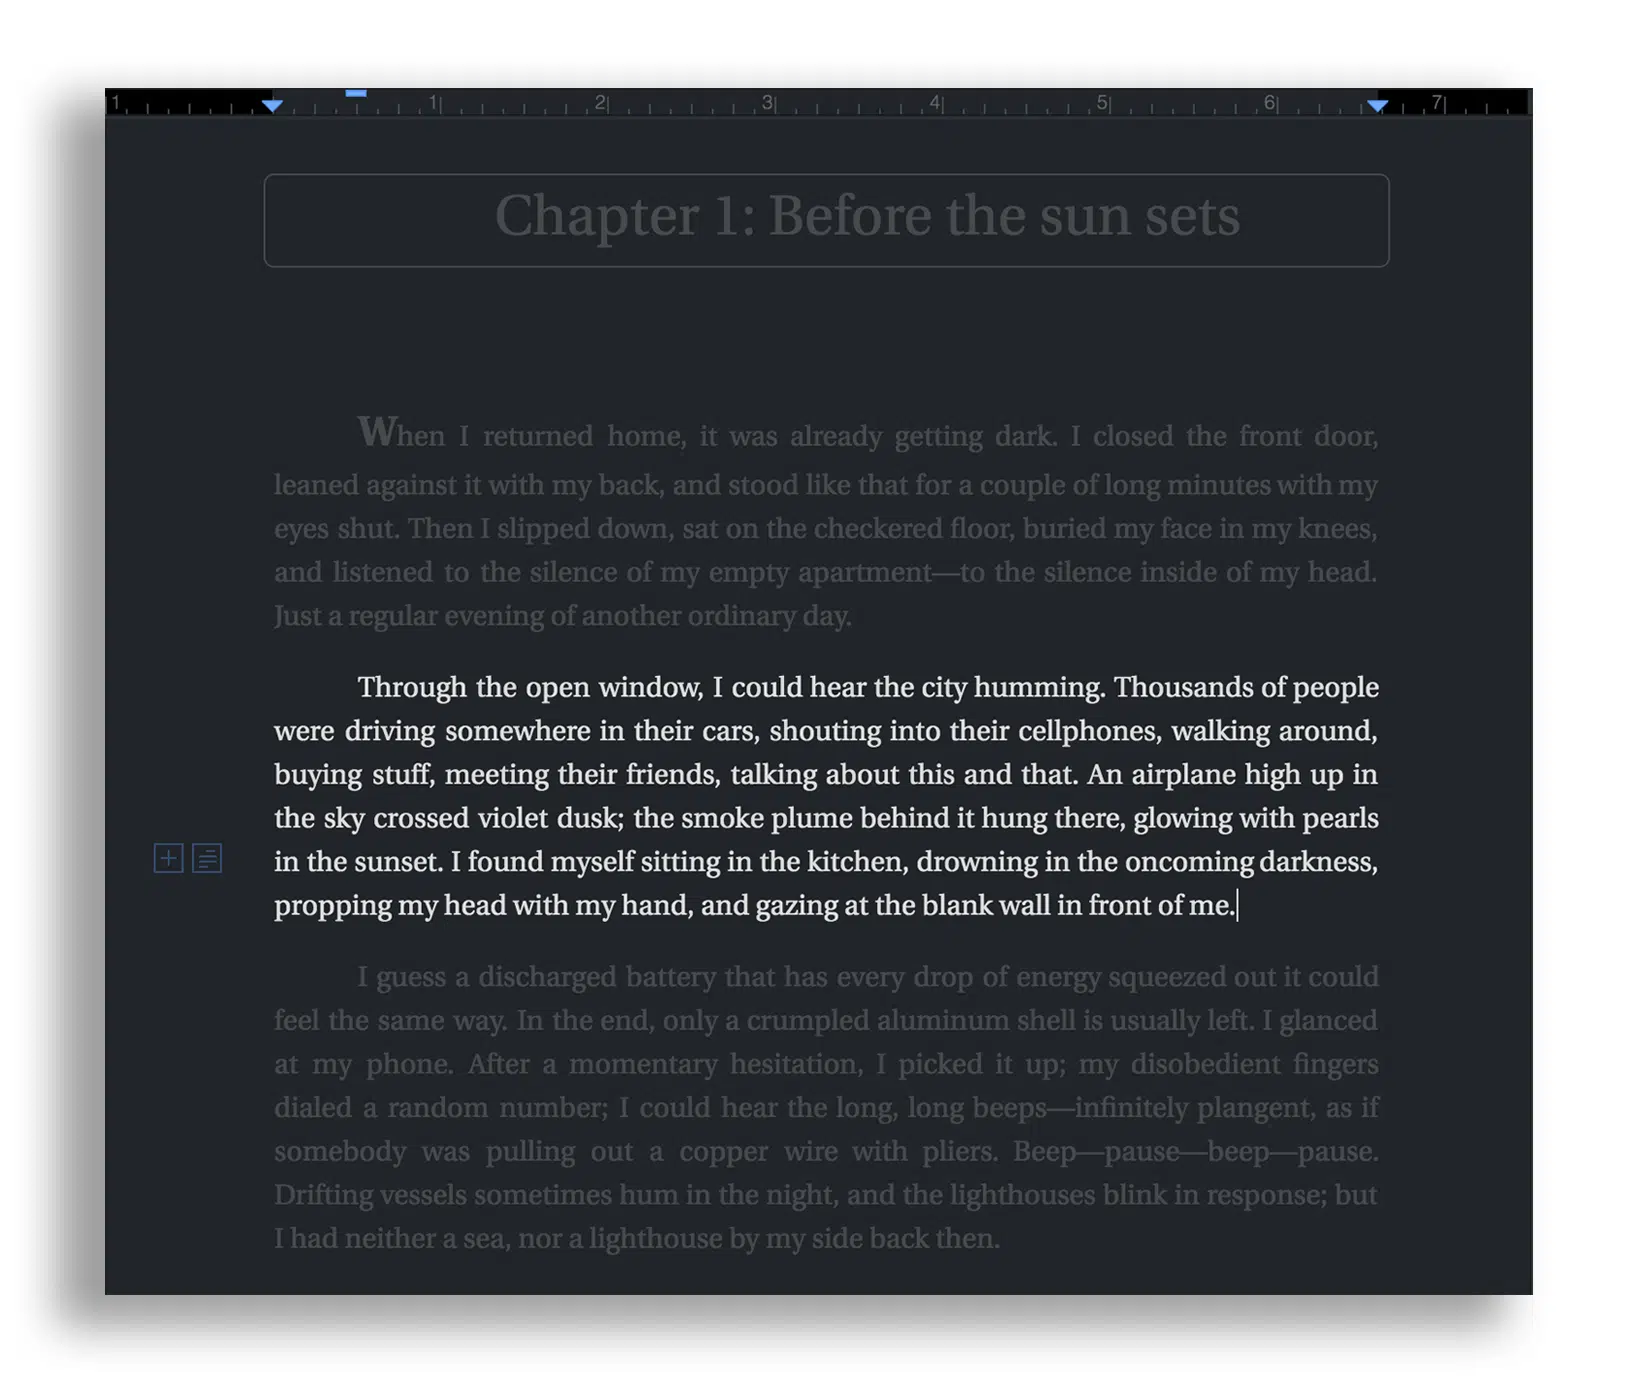 1 1 2 3 4 5 6 7
Chapter 1: Before the sun sets
When I returned home, it was already getting dark. I closed the front door,
leaned against it with my back, and stood like that for a couple of long minutes with my
eyes shut. Then I slipped down, sat on the checkered floor, buried my face in my knees,
and listened to the silence of my empty apartment—to the silence inside of my head.
Just a regular evening of another ordinary day.
Through the open window, I could hear the city humming. Thousands of people
were driving somewhere in their cars, shouting into their cellphones, walking around,
buying stuff, meeting their friends, talking about this and that. An airplane high up in
the sky crossed violet dusk; the smoke plume behind it hung there, glowing with pearls
in the sunset. I found myself sitting in the kitchen, drowning in the oncoming darkness,
propping my head with my hand, and gazing at the blank wall in front of me.
I guess a discharged battery that has every drop of energy squeezed out it could
feel the same way. In the end, only a crumpled aluminum shell is usually left. I glanced
at my phone. After a momentary hesitation, I picked it up; my disobedient fingers
dialed a random number; I could hear the long, long beeps—infinitely plangent, as if
somebody was pulling out a copper wire with pliers. Beep—pause—beep—pause.
Drifting vessels sometimes hum in the night, and the lighthouses blink in response; but
I had neither a sea, nor a lighthouse by my side back then.